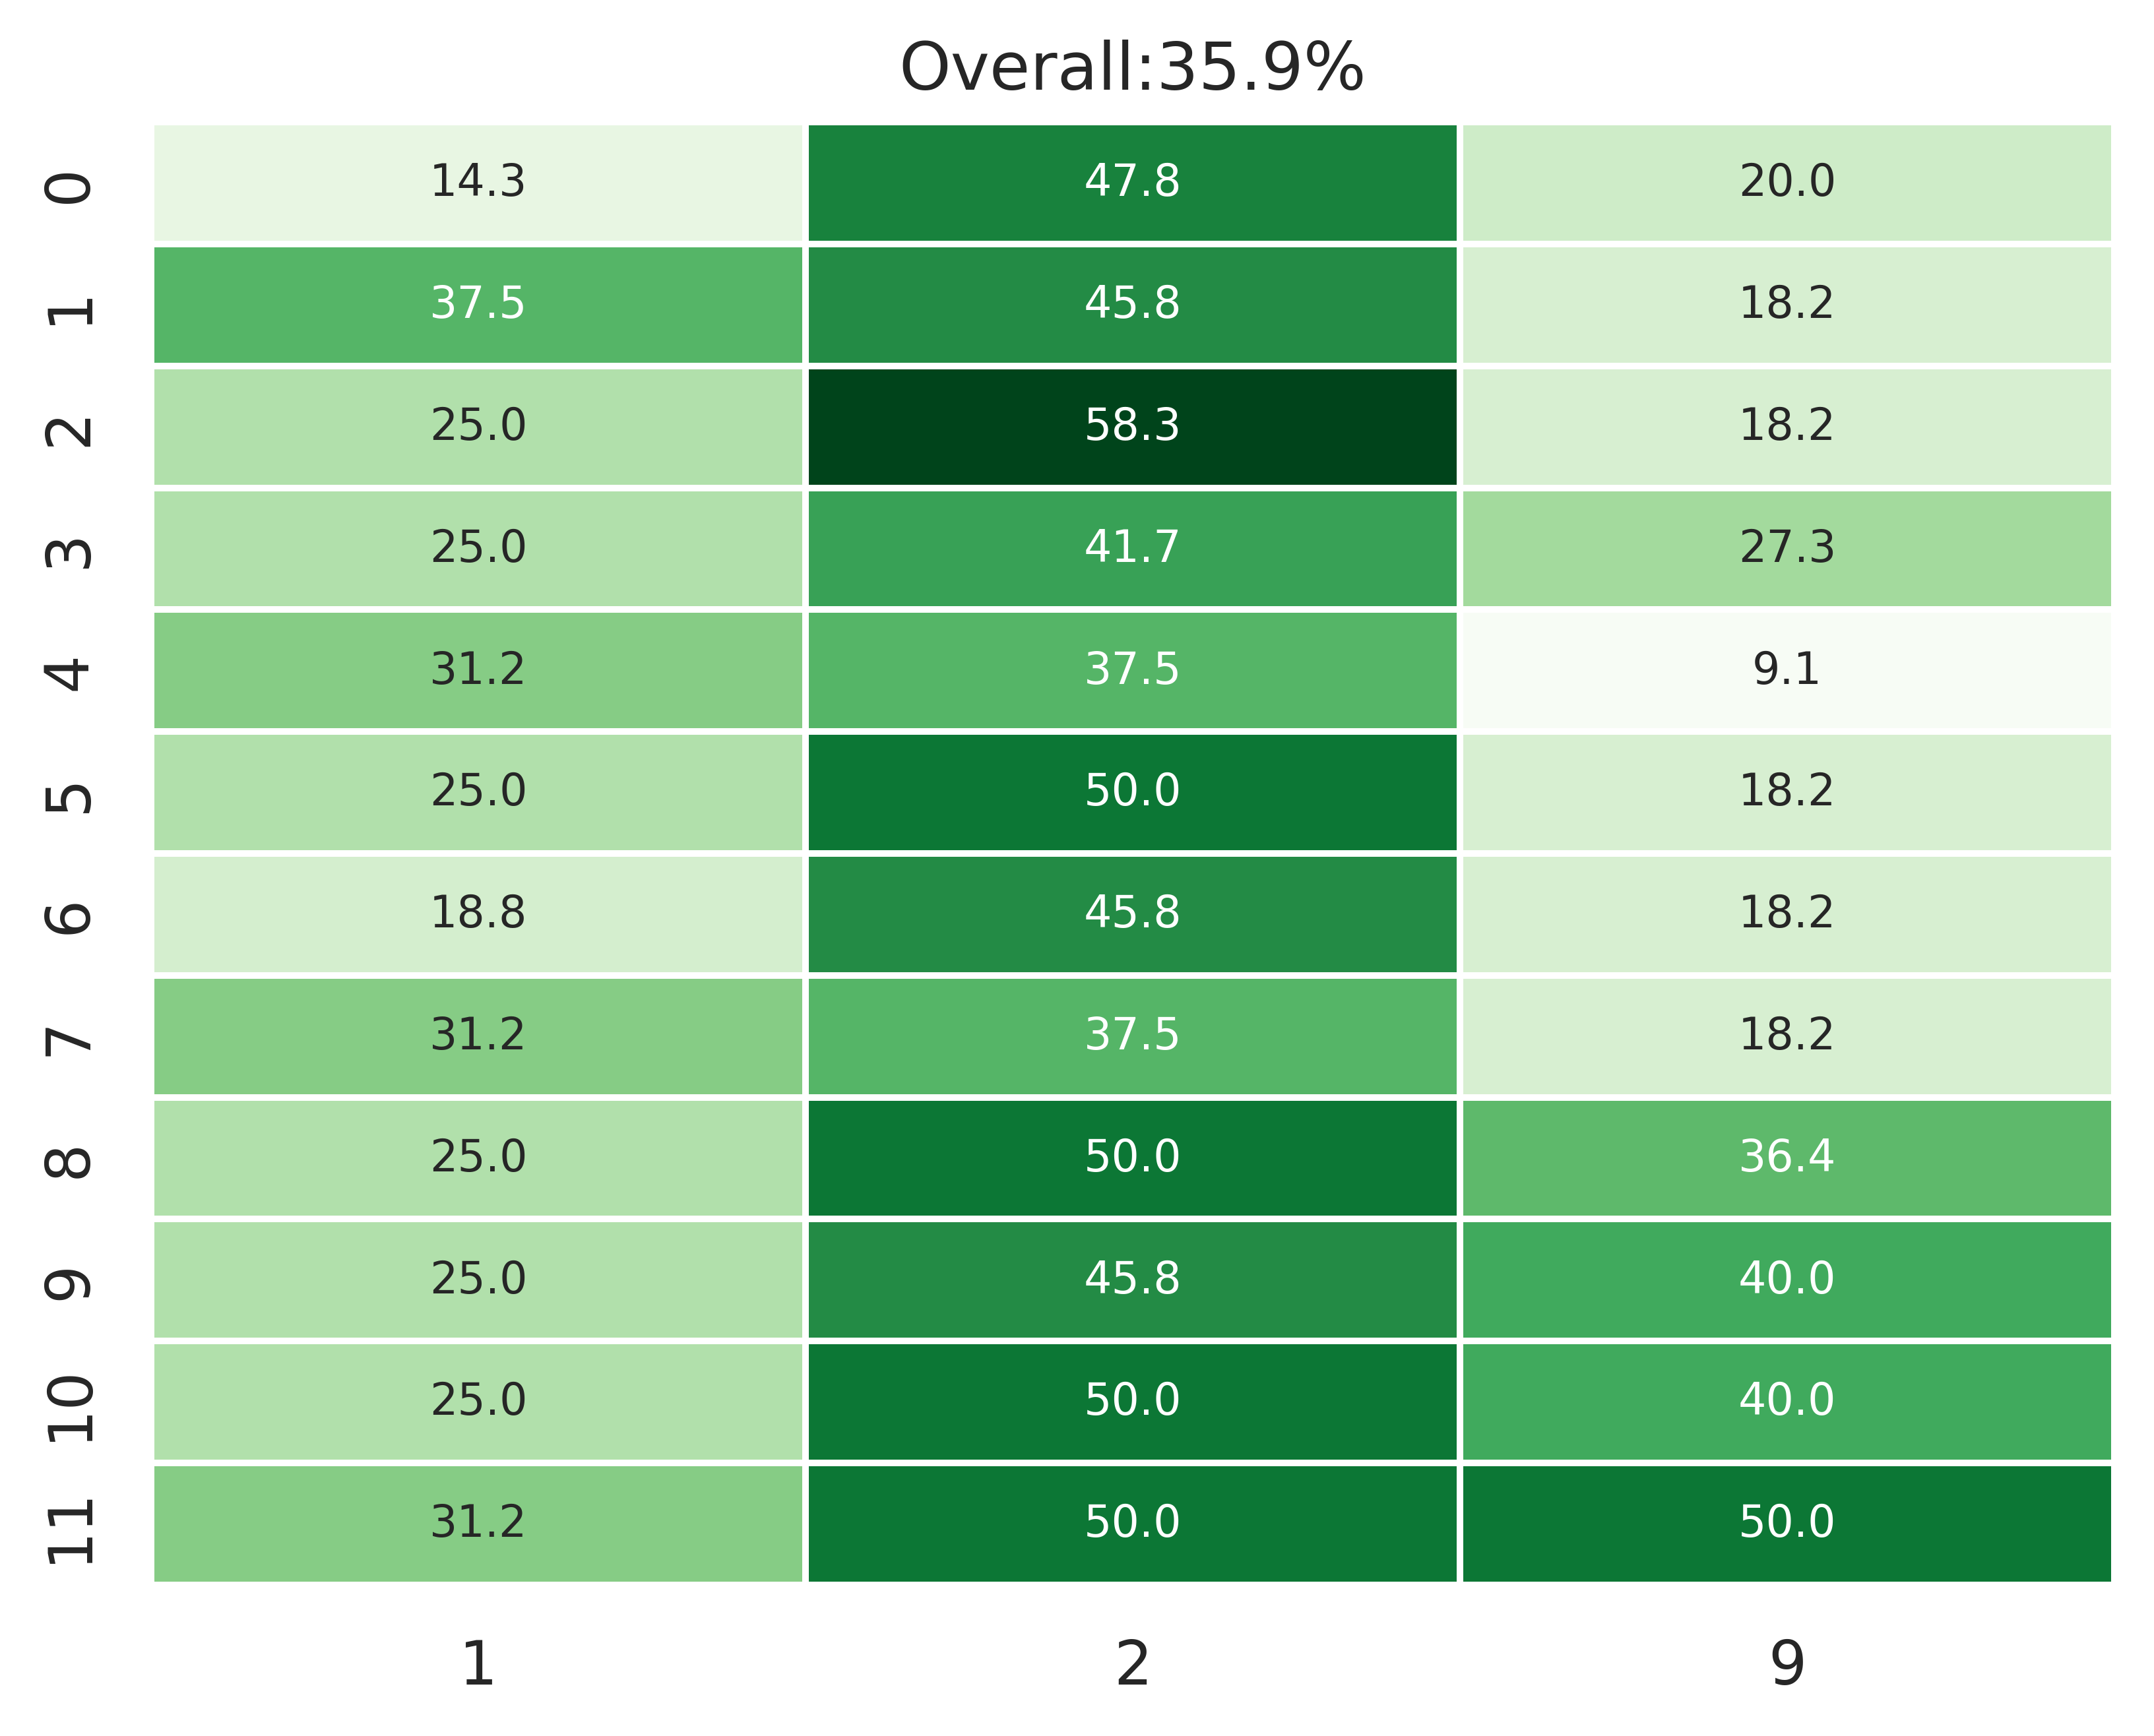 Overall:35.9%
0 14.3 47.8 20.0
1 37.5 45.8 18.2
2 25.0 58.3 18.2
3 25.0 41.7 27.3
4 31.2 37.5 9.1
5 25.0 50.0 18.2
6 18.8 45.8 18.2
7 31.2 37.5 18.2
8 25.0 50.0 36.4
9 25.0 45.8 40.0
10 25.0 50.0 40.0
11 31.2 50.0 50.0
1 2 9